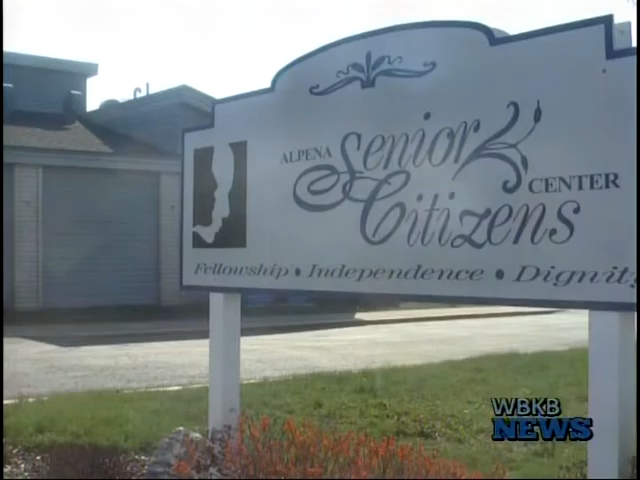 ALPENA Senior
Citizens CENTER
Fellowship • Independence • Dignity
WBKB
NEWS